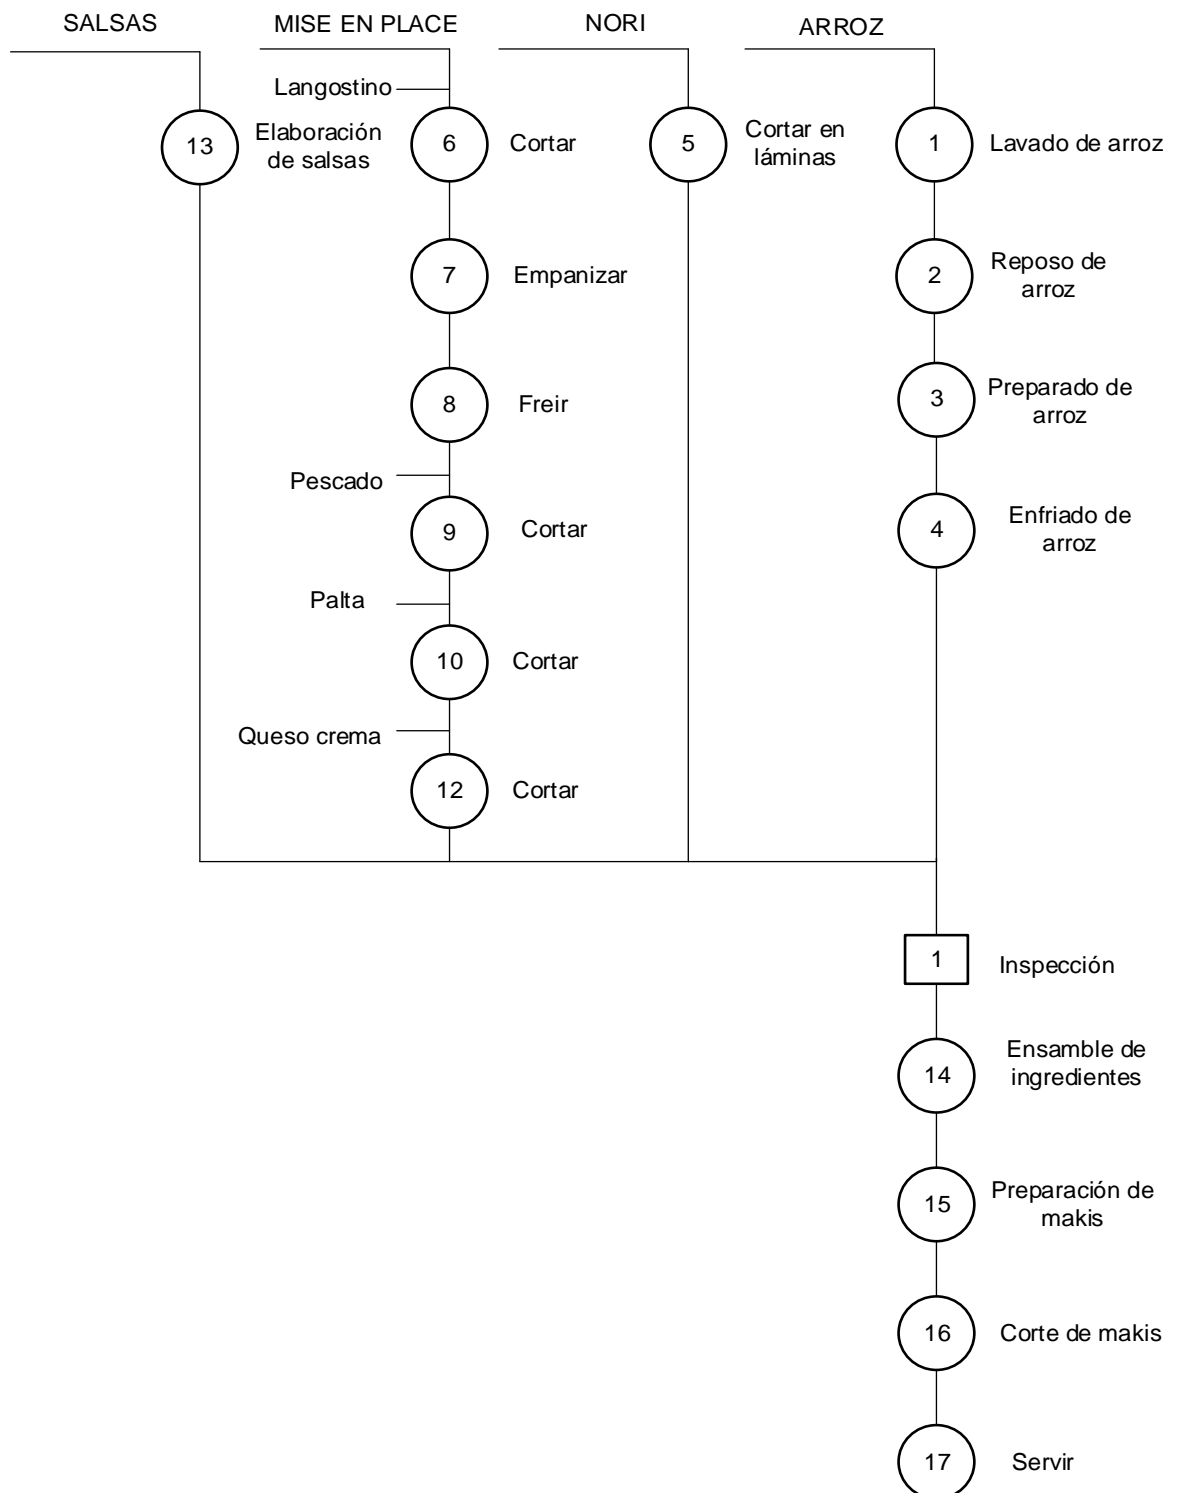 SALSAS
MISE EN PLACE
NORI
ARROZ
Langostino
13
Elaboración
de salsas
6
Cortar
5
Cortar en
láminas
1
Lavado de arroz
7
Empanizar
2
Reposo de
arroz
8
Freir
3
Preparado de
arroz
Pescado
9
Cortar
4
Enfriado de
arroz
Palta
10
Cortar
Queso crema
12
Cortar
1
Inspección
14
Ensamble de
ingredientes
15
Preparación de
makis
16
Corte de makis
17
Servir